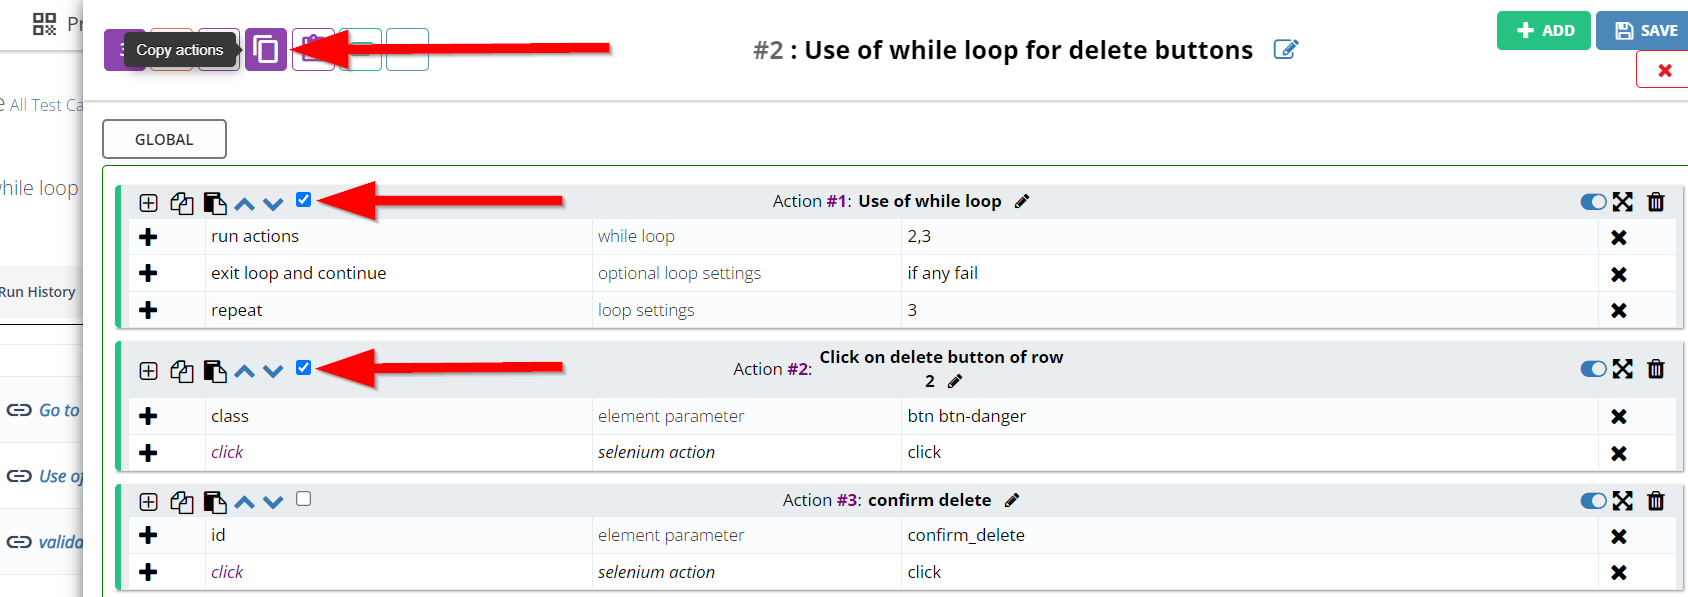 Pr
Copy actions
#2 : Use of while loop for delete buttons
ADD
SAVE
All Test Ca
GLOBAL
while loop
Action #1: Use of while loop
run actions while loop 2,3
exit loop and continue optional loop settings if any fail
Run History
repeat loop settings 3
Action #2: Click on delete button of row
2
Go to
class element parameter btn btn-danger
click selenium action click
Use of
Action #3: confirm delete
id element parameter confirm_delete
valida
click selenium action click